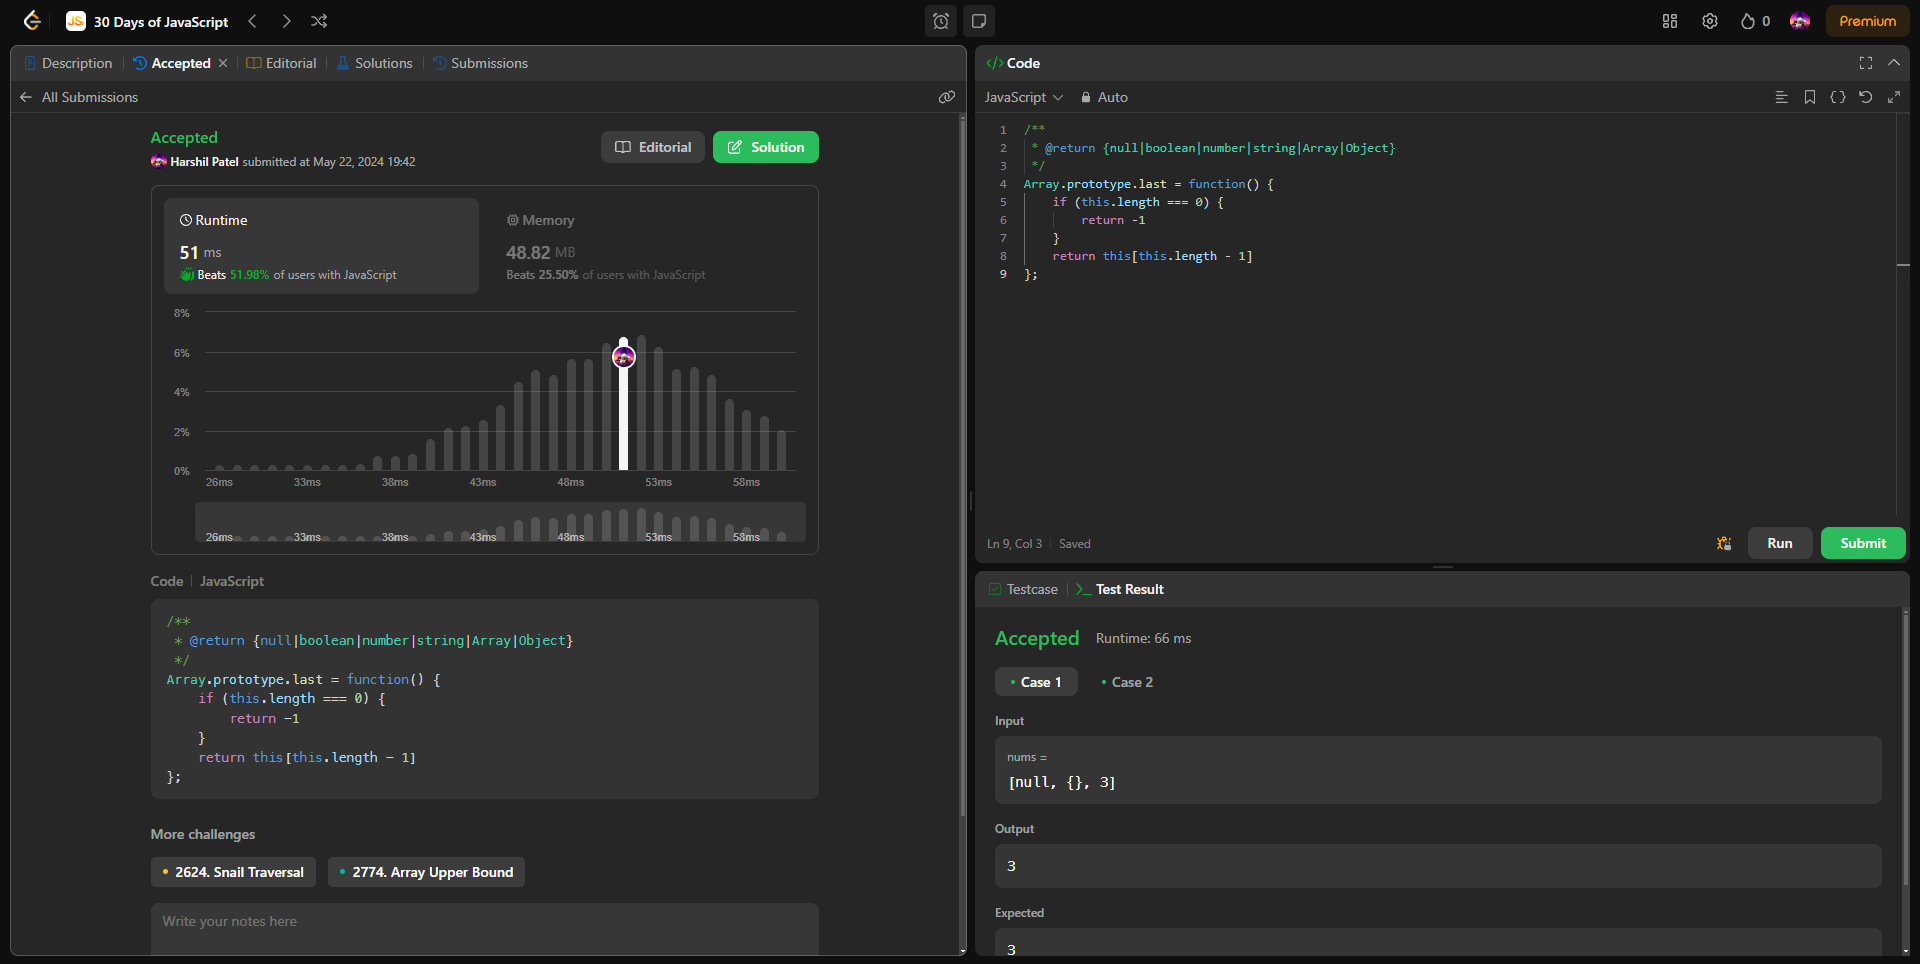 JS 30 Days of JavaScript
0
Premium
Description
Accepted
Editorial
Solutions
Submissions
All Submissions
Accepted
Harshil Patel submitted at May 22, 2024 19:42
Editorial
Solution
Runtime
51 ms
Beats 51.98% of users with JavaScript
Memory
48.82 MB
Beats 25.50% of users with JavaScript
8%
6%
4%
2%
0%
26ms 33ms 38ms 43ms 48ms 53ms 58ms
26ms 33ms 38ms 43ms 48ms 53ms 58ms
Code | JavaScript
/**
 * @return {null|boolean|number|string|Array|Object}
 */
Array.prototype.last = function() {
    if (this.length === 0) {
        return -1
    }
    return this[this.length - 1]
};
More challenges
2624. Snail Traversal
2774. Array Upper Bound
Write your notes here
</> Code
JavaScript
Auto
1 /**
2  * @return {null|boolean|number|string|Array|Object}
3  */
4 Array.prototype.last = function() {
5     if (this.length === 0) {
6         return -1
7     }
8     return this[this.length - 1]
9 };
Ln 9, Col 3 | Saved
Run
Submit
Testcase
Test Result
Accepted Runtime: 66 ms
• Case 1
• Case 2
Input
nums =
[null, {}, 3]
Output
3
Expected
3